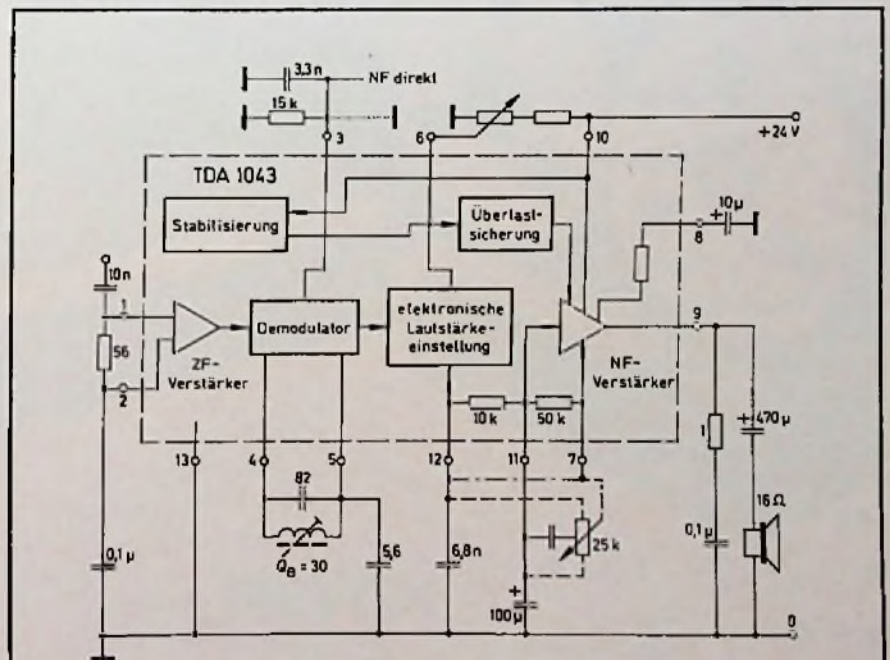 3,3 n
NF direkt
15 k
3
6
10
+24 V
TDA 1043
Stabilisierung
Überlast-
sicherung
10 µ
+
8
10 n
1
56
2
ZF-
Verstärker
Demodulator
elektronische
Lautstärke-
einstellung
NF-
Verstärker
9
10 k
50 k
13
4
5
12
11
7
82
Q_B = 30
5,6
6,8 n
25 k
+
100 µ
0,1 µ
1
0,1 µ
+
470 µ
16 Ω
0